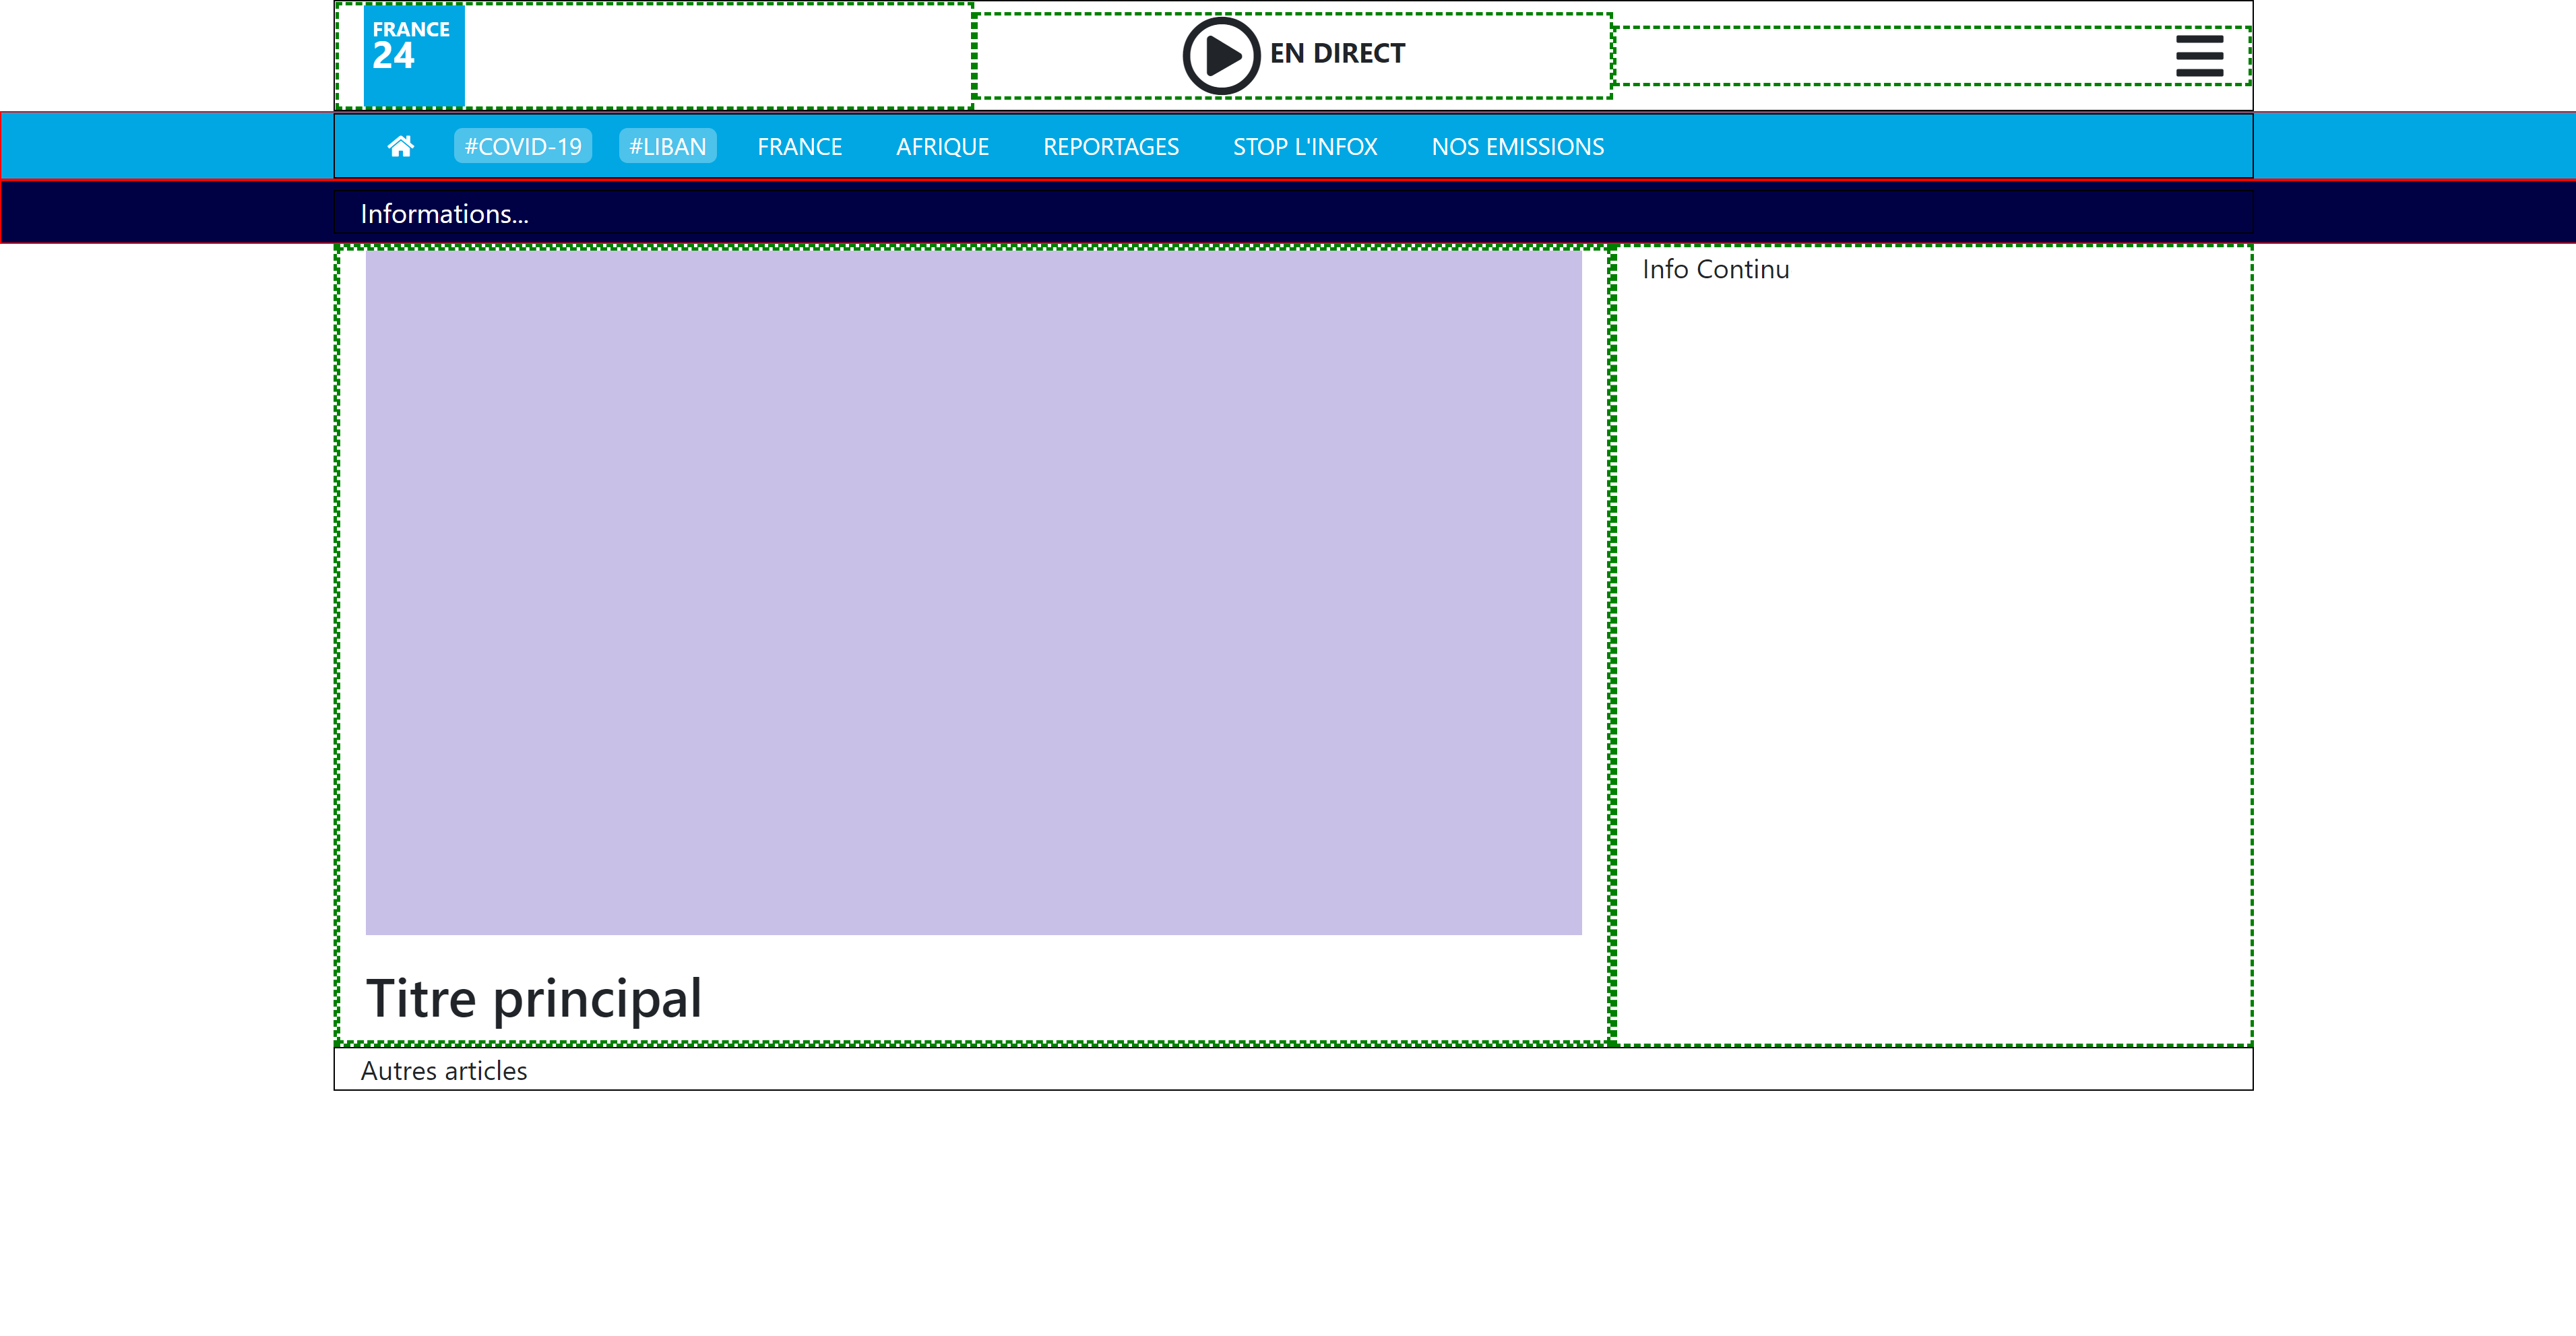 FRANCE
24
EN DIRECT
#COVID-19 #LIBAN FRANCE AFRIQUE REPORTAGES STOP L'INFOX NOS EMISSIONS
Informations...
Info Continu
Titre principal
Autres articles